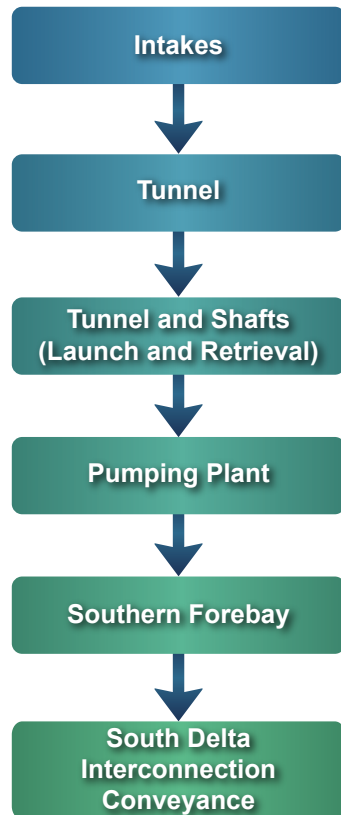 Intakes
Tunnel
Tunnel and Shafts
(Launch and Retrieval)
Pumping Plant
Southern Forebay
South Delta
Interconnection
Conveyance